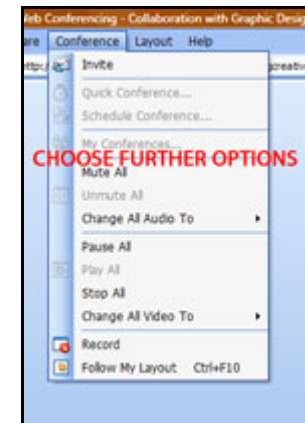 Web Conferencing - Collaboration with Graphic Desig
are Conference Layout Help
http:/
Invite
gcreativ
Quick Conference...
Schedule Conference...
My Conferences...
CHOOSE FURTHER OPTIONS
Mute All
Unmute All
Change All Audio To
Pause All
Play All
Stop All
Change All Video To
Record
Follow My Layout Ctrl+F10